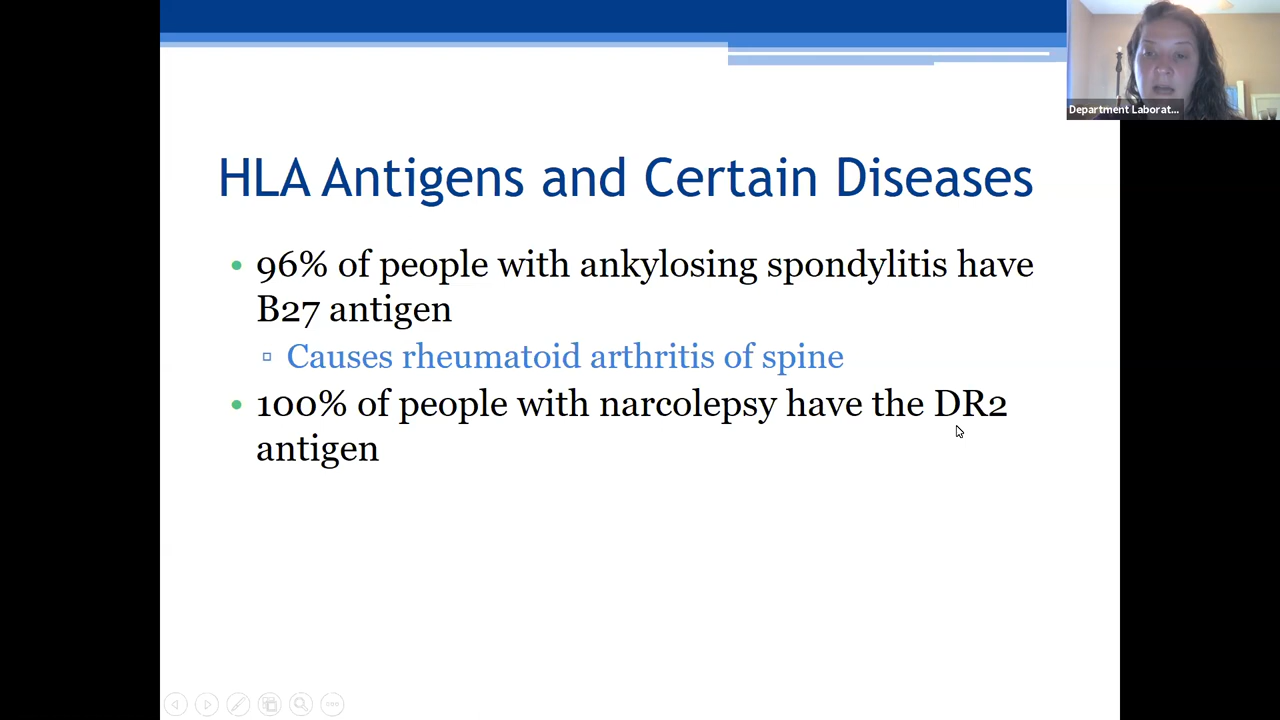 Department Laborat...
HLA Antigens and Certain Diseases
• 96% of people with ankylosing spondylitis have
B27 antigen
▫ Causes rheumatoid arthritis of spine
• 100% of people with narcolepsy have the DR2
antigen